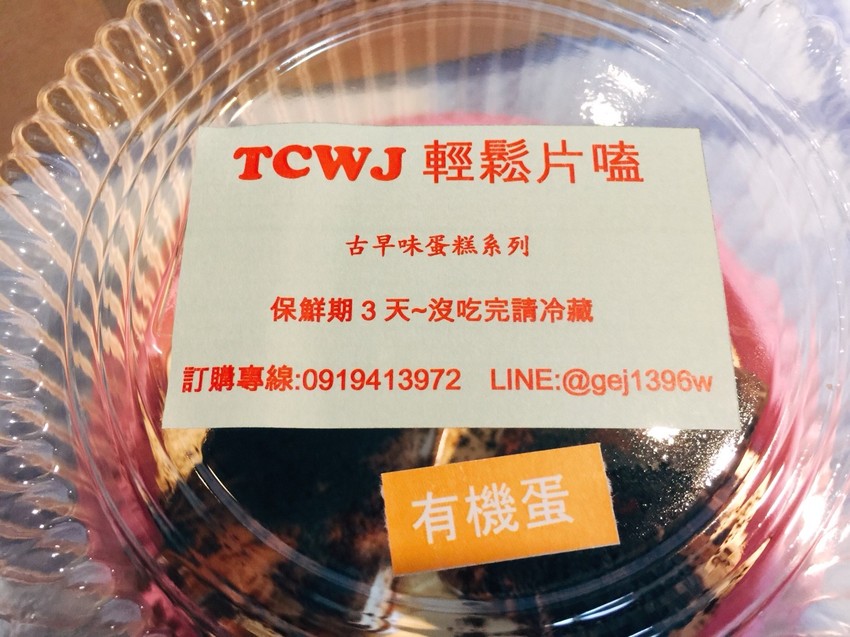 TCWJ 輕鬆片嗑
古早味蛋糕系列
保鮮期 3 天~沒吃完請冷藏
訂購專線:0919413972 LINE:@gej1396w
有機蛋